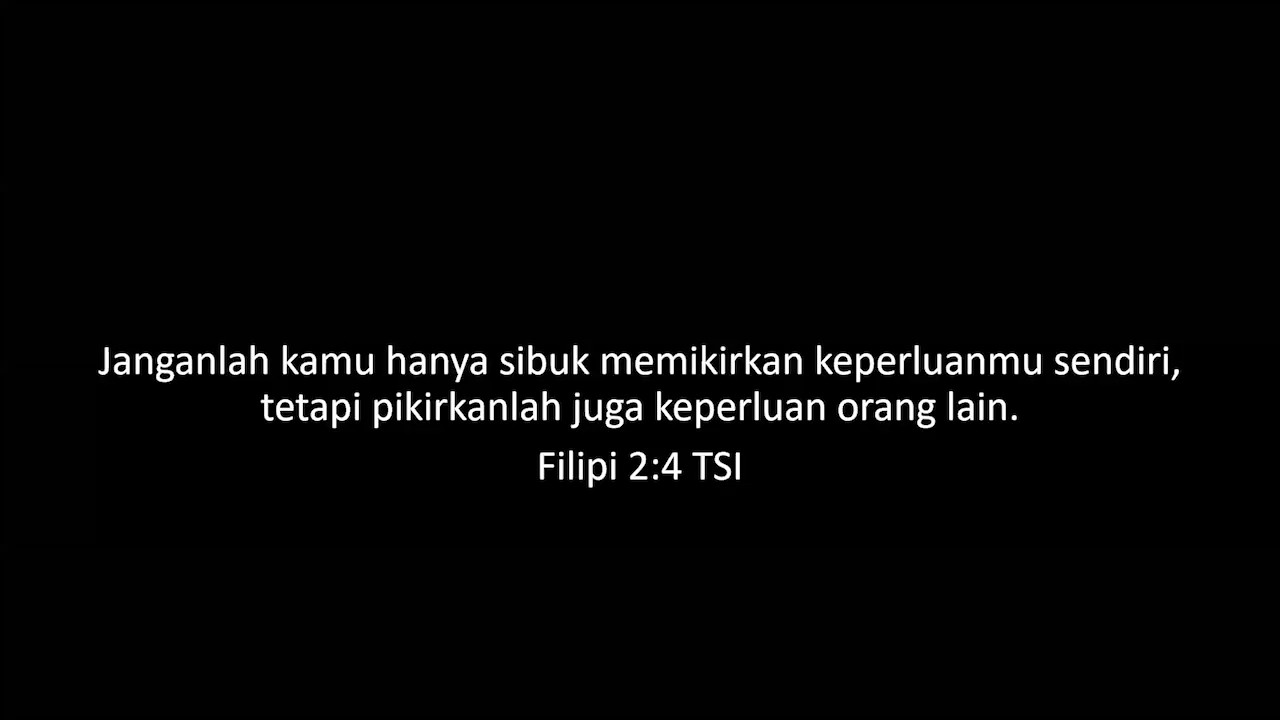 Janganlah kamu hanya sibuk memikirkan keperluanmu sendiri,
tetapi pikirkanlah juga keperluan orang lain.
Filipi 2:4 TSI